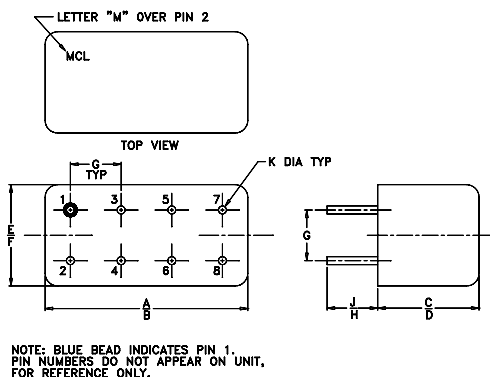 LETTER "M" OVER PIN 2
MCL
TOP VIEW
G
TYP
K DIA TYP
1
3
5
7
E
F
G
2
4
6
8
A
B
J
H
C
D
NOTE: BLUE BEAD INDICATES PIN 1.
PIN NUMBERS DO NOT APPEAR ON UNIT,
FOR REFERENCE ONLY.